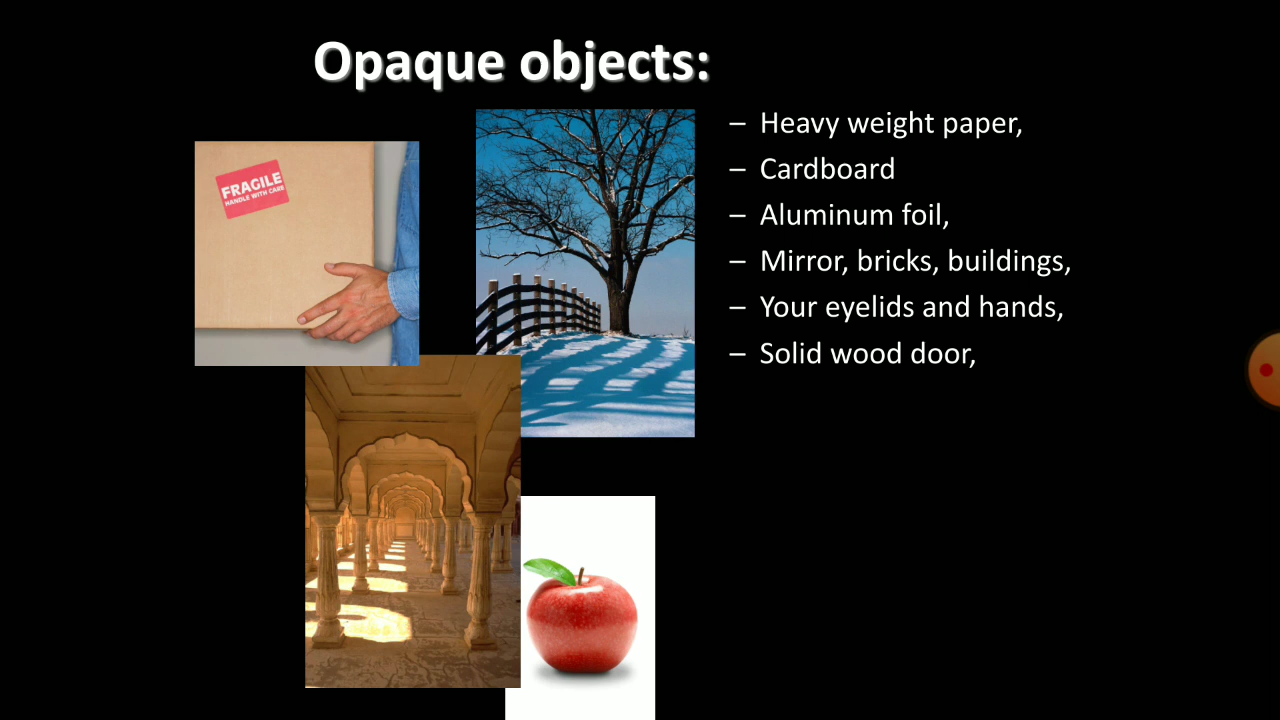 Opaque objects:
FRAGILE
HANDLE WITH CARE
– Heavy weight paper,
– Cardboard
– Aluminum foil,
– Mirror, bricks, buildings,
– Your eyelids and hands,
– Solid wood door,